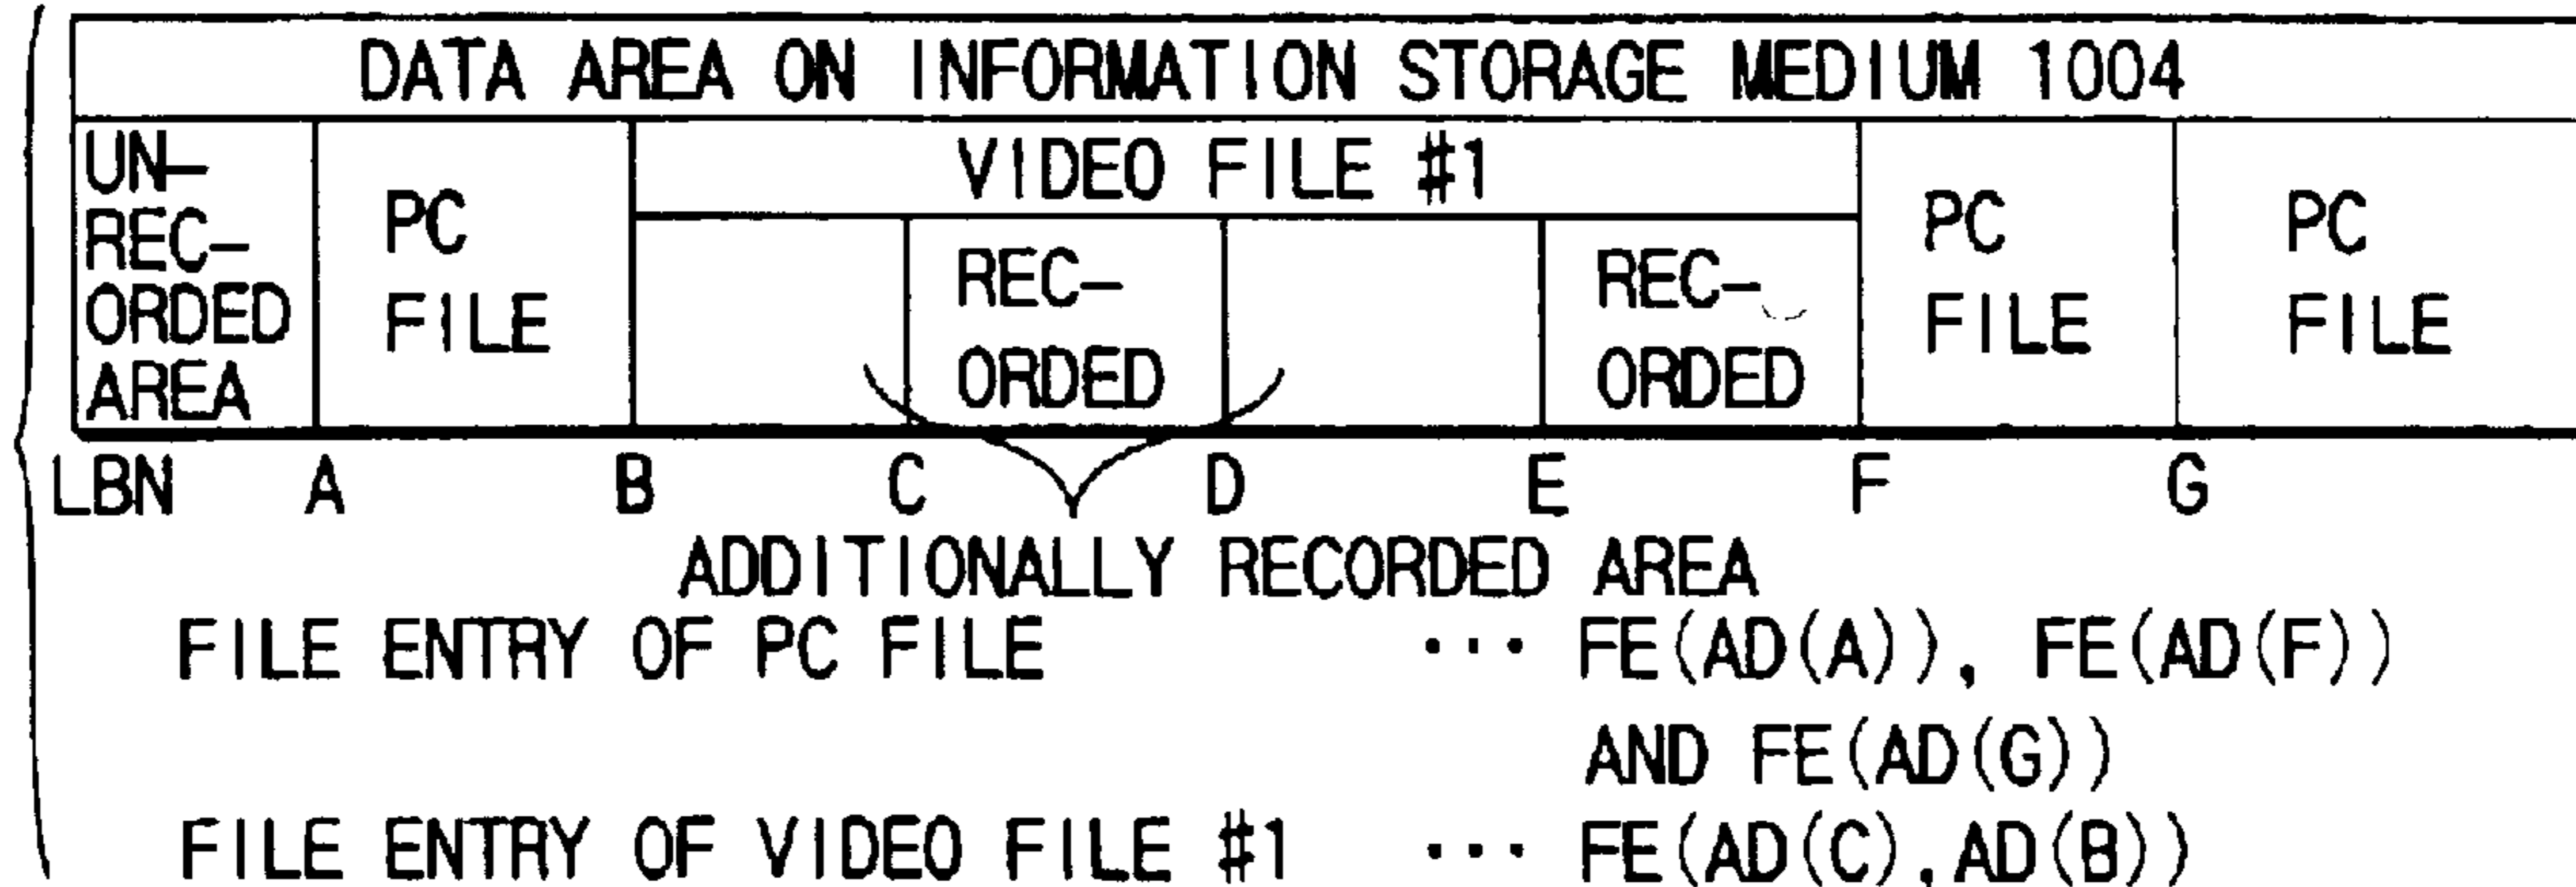 DATA AREA ON INFORMATION STORAGE MEDIUM 1004
UN-
REC-
ORDED
AREA
PC
FILE
VIDEO FILE #1
REC-
ORDED
REC-
ORDED
PC
FILE
PC
FILE
LBN A B C D E F G
ADDITIONALLY RECORDED AREA
FILE ENTRY OF PC FILE ··· FE(AD(A)), FE(AD(F))
AND FE(AD(G))
FILE ENTRY OF VIDEO FILE #1 ··· FE(AD(C),AD(B))